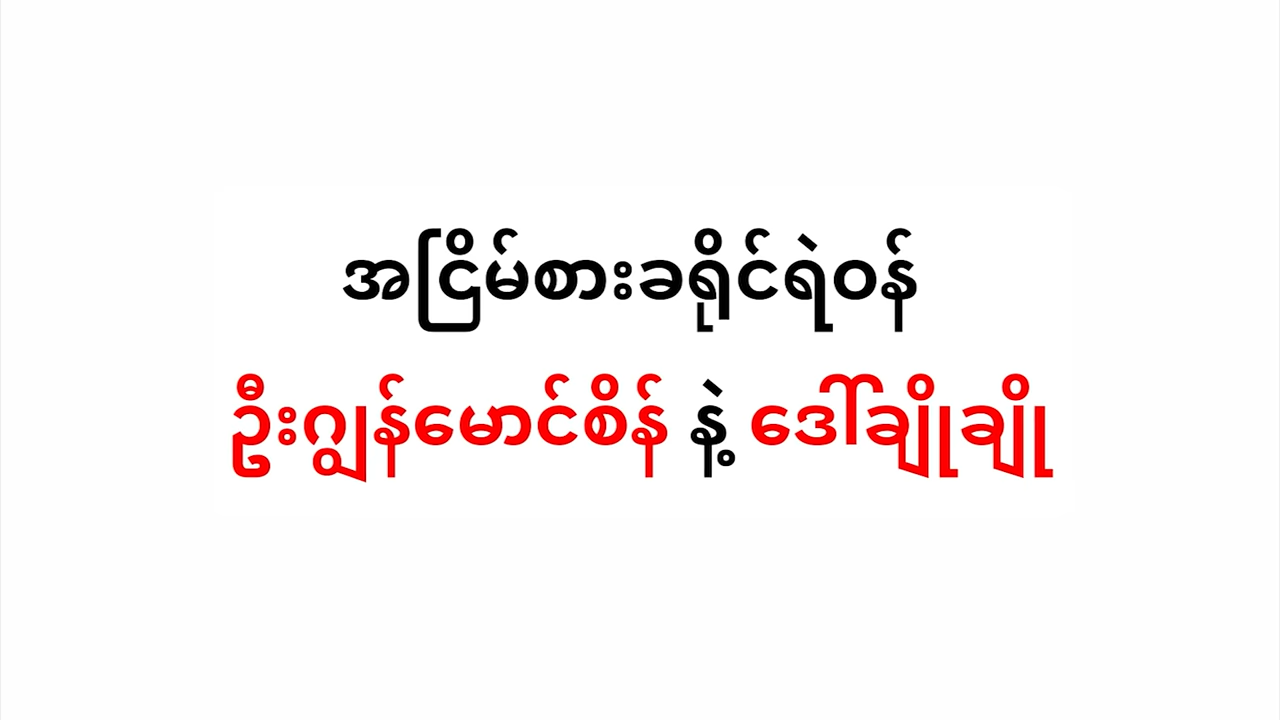 အငြိမ်စားခရိုင်ရဲဝန်
ဦးဂျွန်မောင်စိန် နဲ့ ဒေါ်ချိုချို